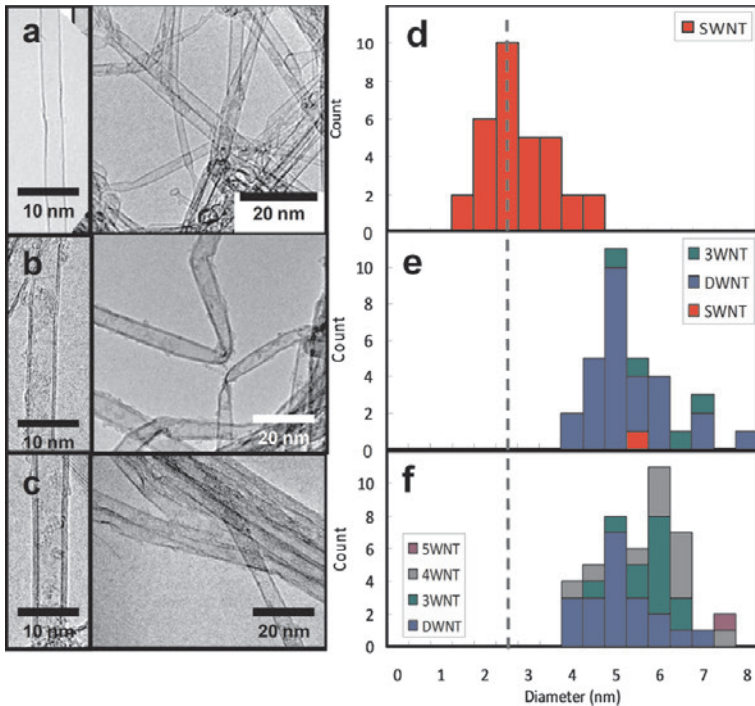 a
10 nm
20 nm
b
10 nm
20 nm
c
10 nm
20 nm
d
SWNT
Count
10
8
6
4
2
0
e
3WNT
DWNT
SWNT
Count
10
8
6
4
2
0
f
5WNT
4WNT
3WNT
DWNT
Count
10
8
6
4
2
0
0 1 2 3 4 5 6 7 8
Diameter (nm)